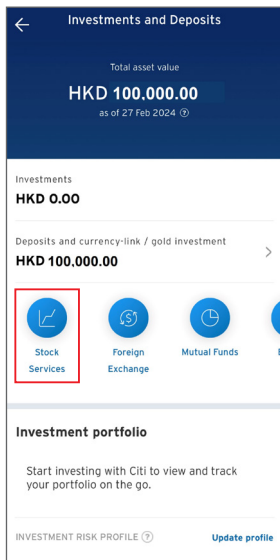 Investments and Deposits
Total asset value
HKD 100,000.00
as of 27 Feb 2024 ?
Investments
HKD 0.00
Deposits and currency-link / gold investment
HKD 100,000.00
Stock Services
Foreign Exchange
Mutual Funds
Investment portfolio
Start investing with Citi to view and track
your portfolio on the go.
INVESTMENT RISK PROFILE ? Update profile